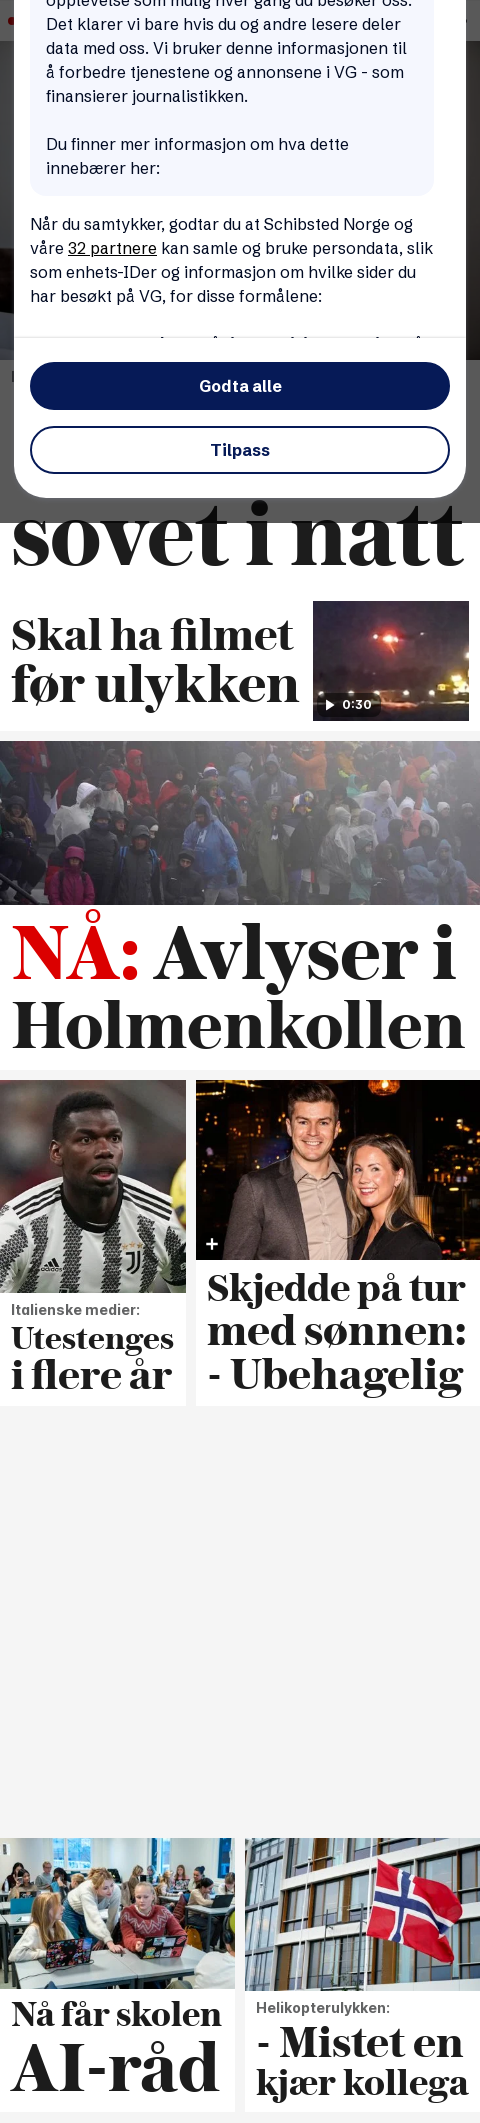 opplevelse som mulig hver gang du besøker oss.
Det klarer vi bare hvis du og andre lesere deler
data med oss. Vi bruker denne informasjonen til
å forbedre tjenestene og annonsene i VG - som
finansierer journalistikken.
Du finner mer informasjon om hva dette
innebærer her:
Når du samtykker, godtar du at Schibsted Norge og
våre 32 partnere kan samle og bruke persondata, slik
som enhets-IDer og informasjon om hvilke sider du
har besøkt på VG, for disse formålene:
Godta alle
Tilpass
sovet i natt
Skal ha filmet
før ulykken
0:30
NÅ: Avlyser i
Holmenkollen
Italienske medier:
Utestenges
i flere år
Skjedde på tur
med sønnen:
- Ubehagelig
Nå får skolen
AI-råd
Helikopterulykken:
- Mistet en
kjær kollega